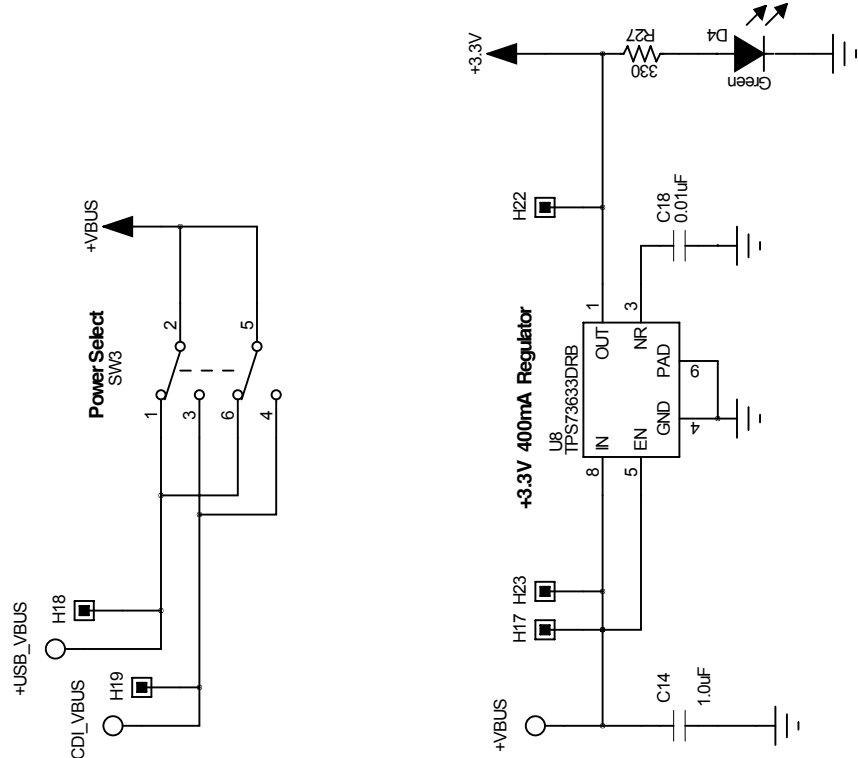 Power Select
SW3
+USB_VBUS
H18
CDI_VBUS
H19
1
3
6
4
2
5
+VBUS
+3.3V 400mA Regulator
U8
TPS73633DRB
+VBUS
H17
H23
C14
1.0uF
8
5
IN
EN
OUT
NR
GND
PAD
4
9
1
3
H22
C18
0.01uF
+3.3V
R27
330
D4
Green